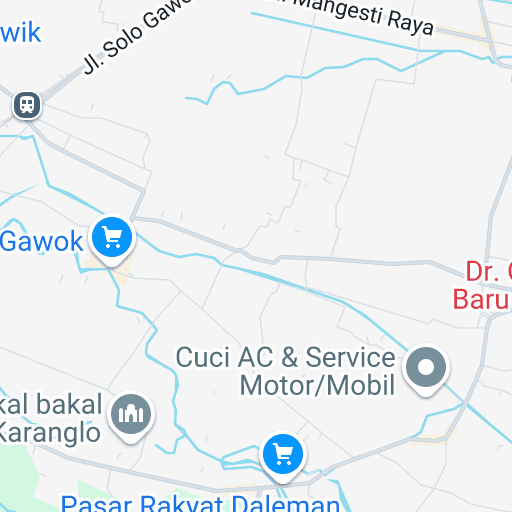 Mangesti Raya
wik
Jl. Solo Gawok
Gawok
Dr. O
Baru
Cuci AC & Service
Motor/Mobil
kal bakal
Karanglo
Pasar Rakyat Daleman